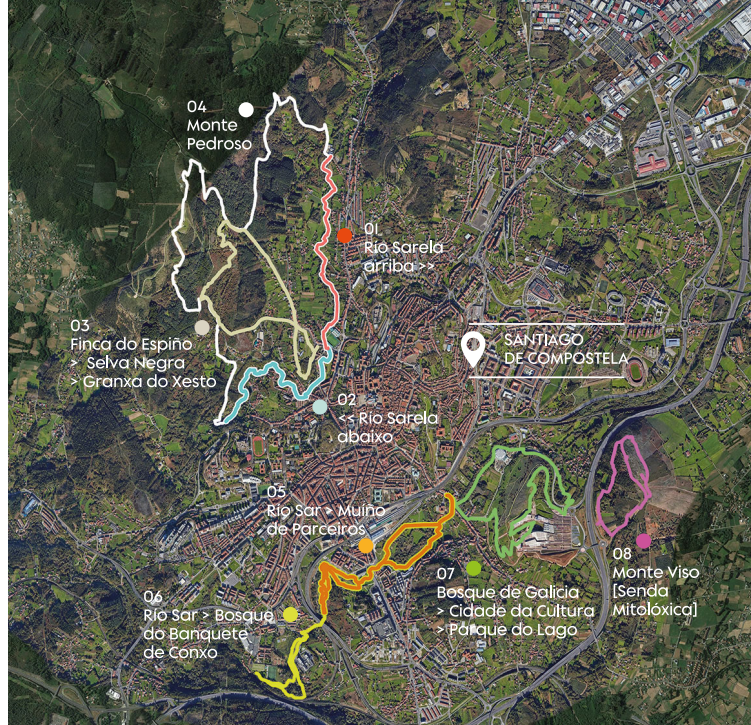 04
Monte
Pedroso
01.
Río Sarela
arriba >>
03
Finca do Espiño
> Selva Negra
> Granxa do Xesto
SANTIAGO
DE COMPOSTELA
02
<< Río Sarela
abaixo
05
Río Sar > Muíño
de Parceiros
06
Río Sar > Bosque
do Banquete
de Conxo
07
Bosque de Galicia
> Cidade da Cultura
> Parque do Lago
08
Monte Viso
[Senda
Mitolóxica]